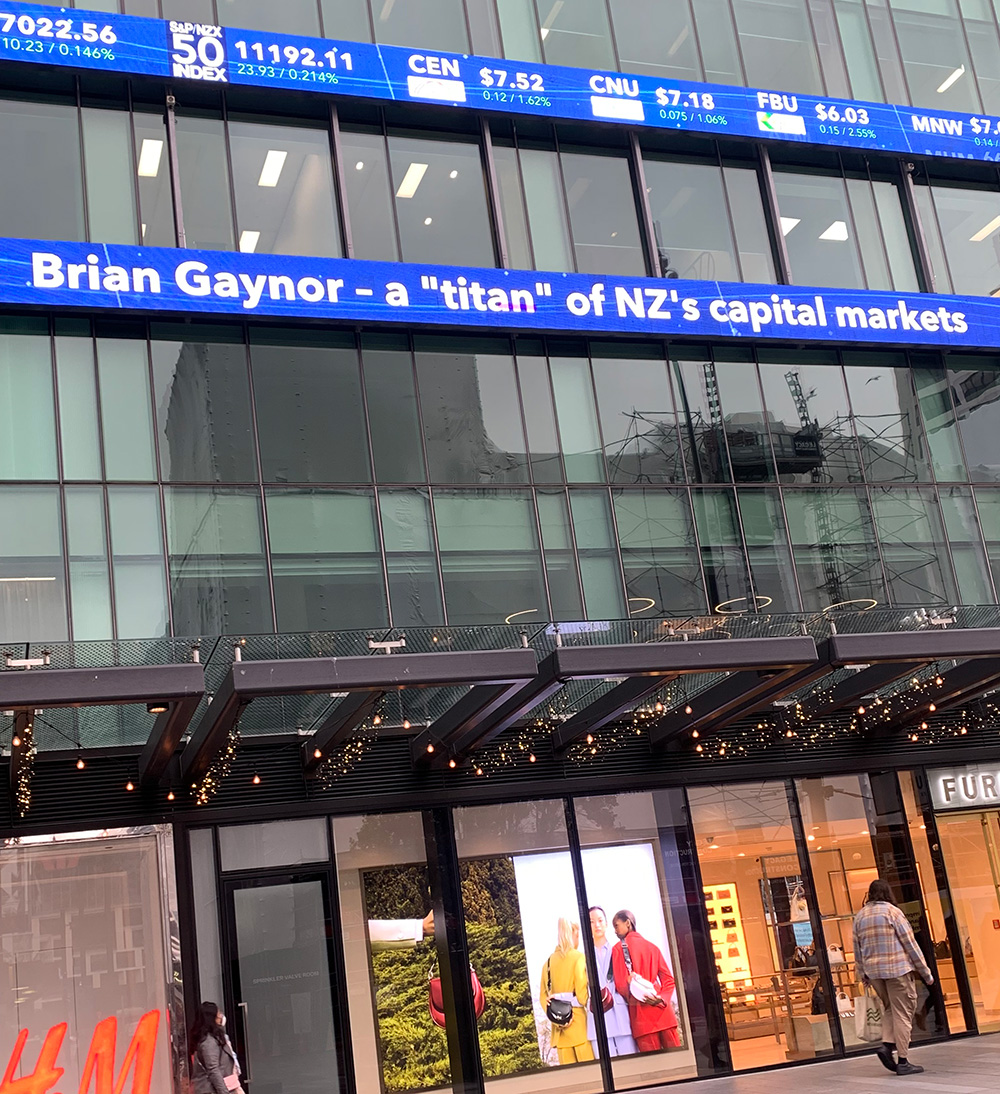 7022.56
10.23 / 0.146%
S&P/NZX
50
INDEX
11192.11
23.93 / 0.214%
CEN
$7.52
0.12 / 1.62%
CNU
$7.18
0.075 / 1.06%
FBU
$6.03
0.15 / 2.55%
MNW
Brian Gaynor – a "titan" of NZ's capital markets
FUR
H&M